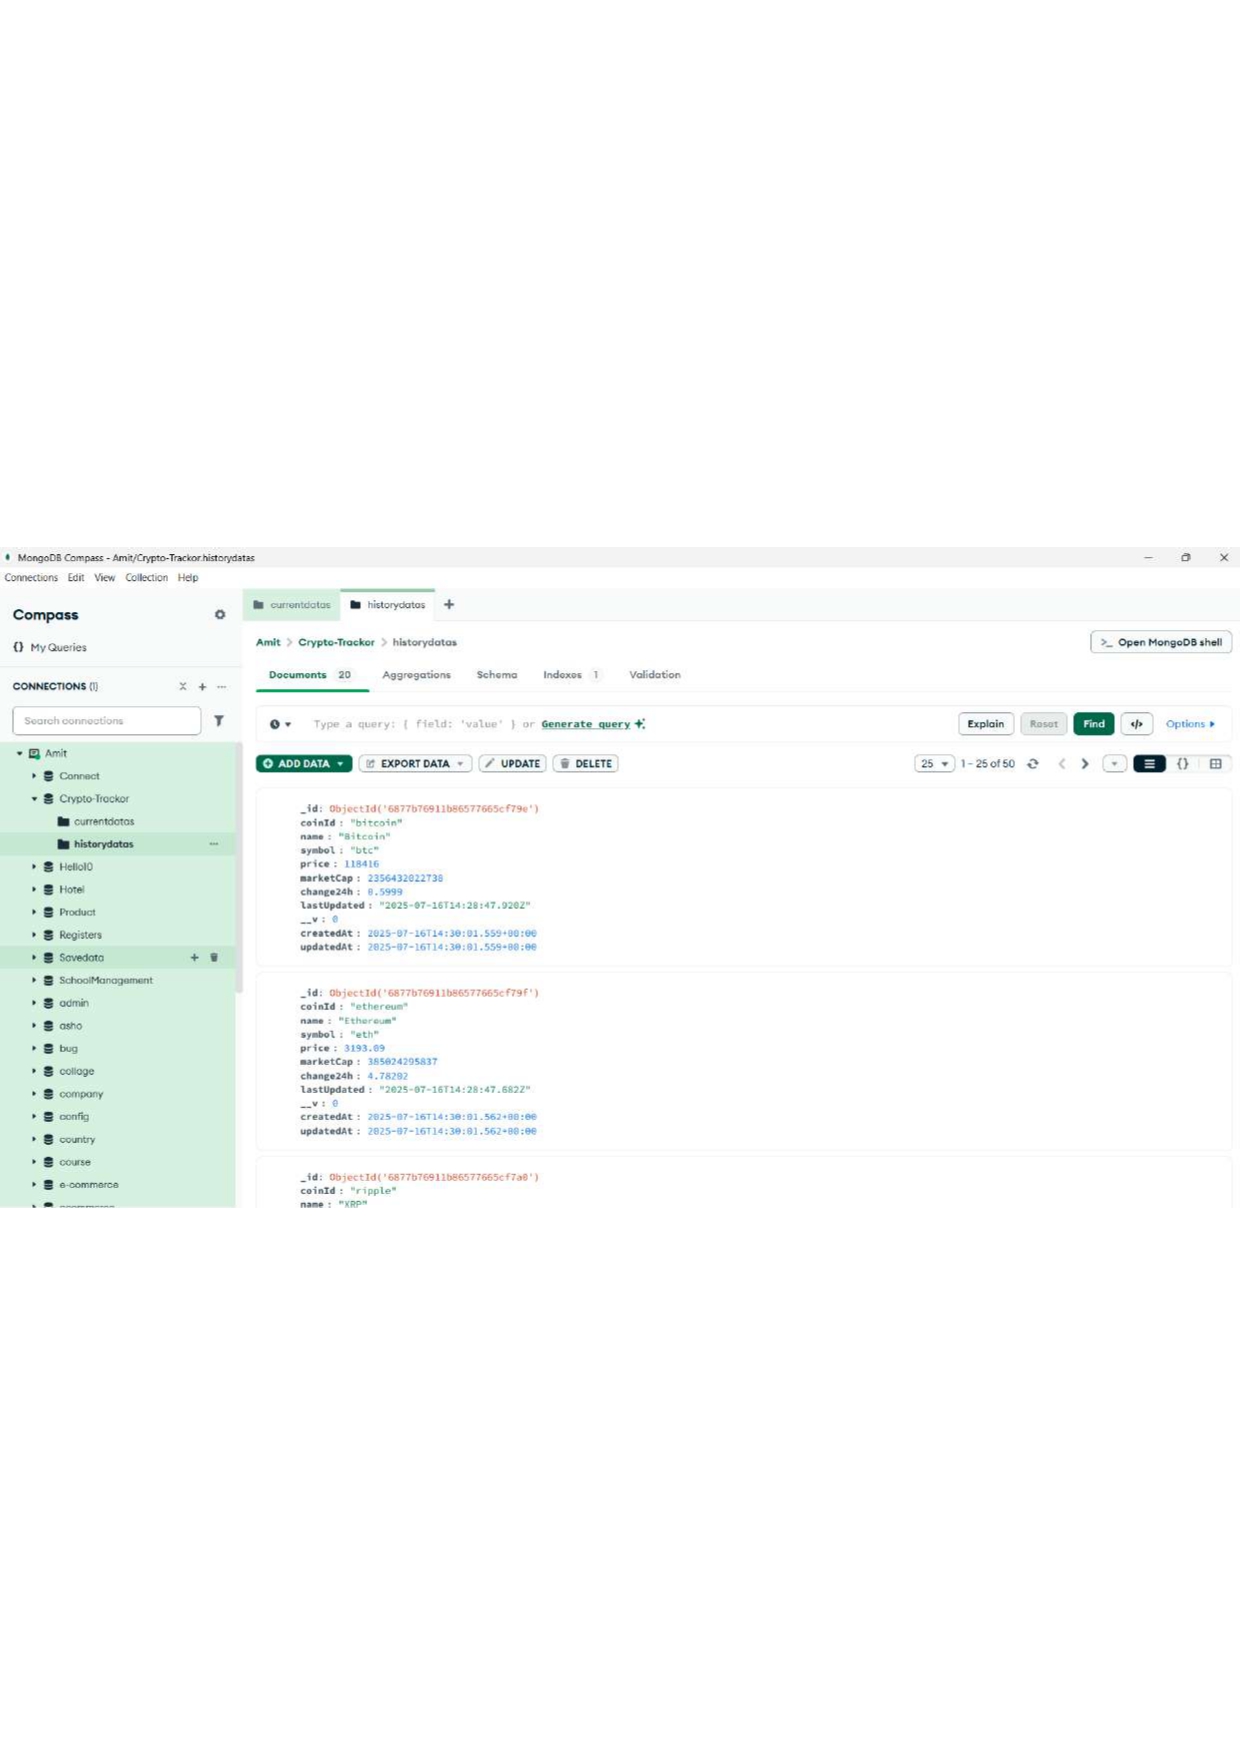 MongoDB Compass - Amit/Crypto-Trackor.historydatas
Connections Edit View Collection Help
Compass
{} My Queries
CONNECTIONS (1)
Search connections
Amit
Connect
Crypto-Trackor
currentdatas
historydatas
Hello10
Hotel
Product
Registers
Savedata
SchoolManagement
admin
asho
bug
collage
company
config
country
course
e-commerce
currentdatas historydatas
Amit > Crypto-Trackor > historydatas
>_ Open MongoDB shell
Documents 20 Aggregations Schema Indexes 1 Validation
Type a query: { field: 'value' } or Generate query
Explain Reset Find </> Options
ADD DATA EXPORT DATA UPDATE DELETE
25 1 - 25 of 50 {}
_id: ObjectId('6877b76911b86577665cf79e')
coinId : "bitcoin"
name : "Bitcoin"
symbol : "btc"
price : 118416
marketCap : 2356432022738
change24h : 0.5999
lastUpdated : "2025-07-16T14:28:47.920Z"
__v : 0
createdAt : 2025-07-16T14:30:01.559+00:00
updatedAt : 2025-07-16T14:30:01.559+00:00
_id: ObjectId('6877b76911b86577665cf79f')
coinId : "ethereum"
name : "Ethereum"
symbol : "eth"
price : 3193.09
marketCap : 385024295837
change24h : 4.78202
lastUpdated : "2025-07-16T14:28:47.682Z"
__v : 0
createdAt : 2025-07-16T14:30:01.562+00:00
updatedAt : 2025-07-16T14:30:01.562+00:00
_id: ObjectId('6877b76911b86577665cf7a0')
coinId : "ripple"
name : "XRP"